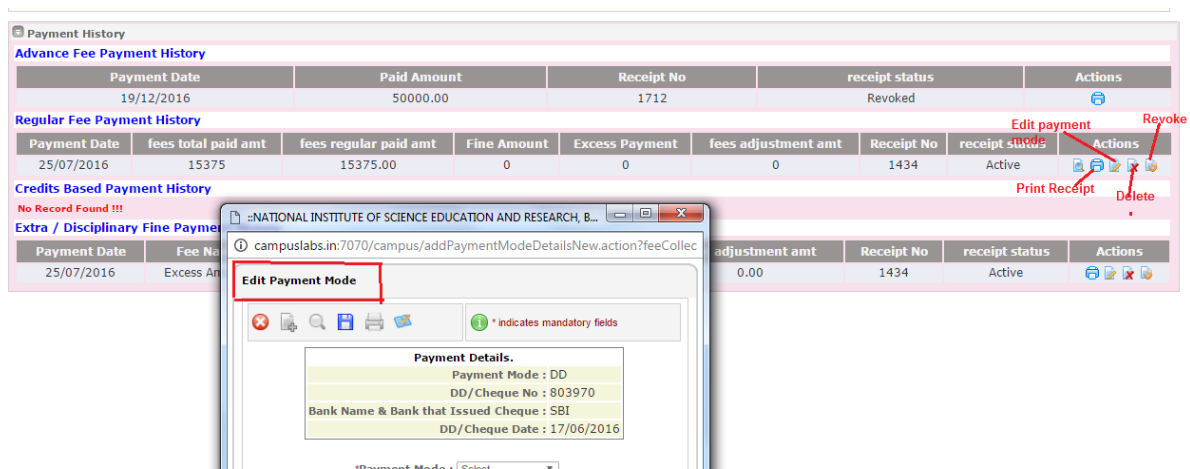 Payment History
Advance Fee Payment History
Payment Date Paid Amount Receipt No receipt status Actions
19/12/2016 50000.00 1712 Revoked
Regular Fee Payment History
Edit payment mode
Revoke
Payment Date fees total paid amt fees regular paid amt Fine Amount Excess Payment fees adjustment amt Receipt No receipt status Actions
25/07/2016 15375 15375.00 0 0 0 1434 Active
Credits Based Payment History
Print Receipt
Delete
No Record Found !!!
::NATIONAL INSTITUTE OF SCIENCE EDUCATION AND RESEARCH, B...
Extra / Disciplinary Fine Payme
campuslabs.in:7070/campus/addPaymentModeDetailsNew.action?feeCollec
Payment Date Fee Na adjustment amt Receipt No receipt status Actions
25/07/2016 Excess Am 0.00 1434 Active
Edit Payment Mode
* indicates mandatory fields
Payment Details.
Payment Mode : DD
DD/Cheque No : 803970
Bank Name & Bank that Issued Cheque : SBI
DD/Cheque Date : 17/06/2016
*Payment Mode : Select